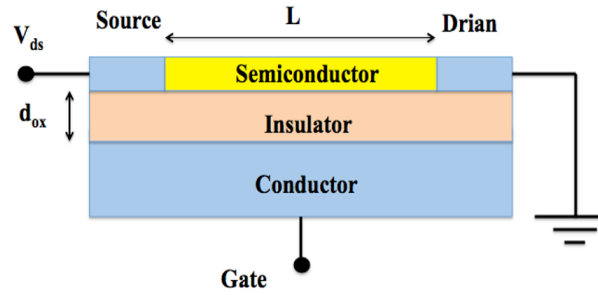 Source
L
Drian
Vds
Semiconductor
dox
Insulator
Conductor
Gate